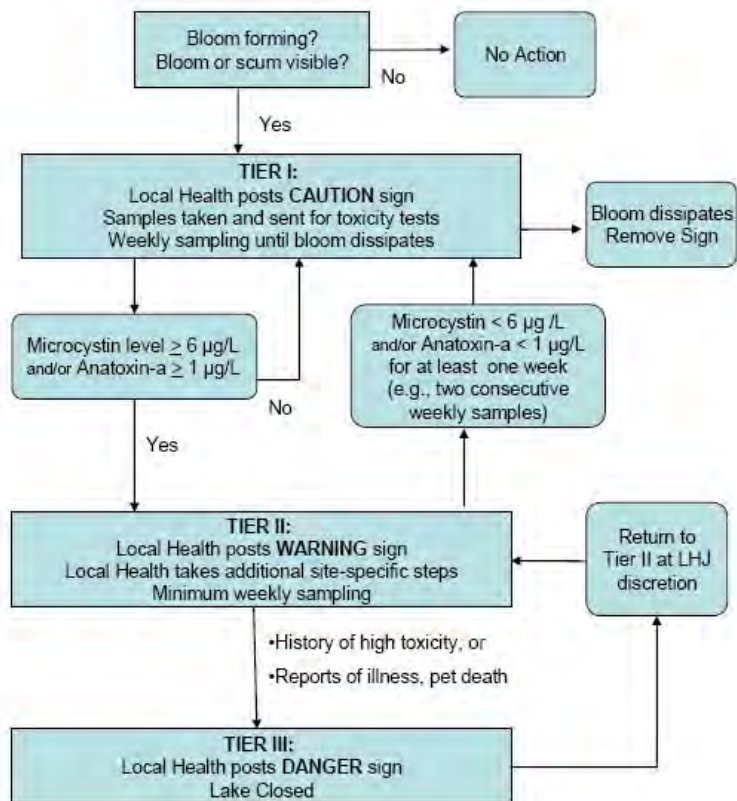 Bloom forming?
Bloom or scum visible?
No Action
No
Yes
TIER I:
Local Health posts CAUTION sign
Samples taken and sent for toxicity tests
Weekly sampling until bloom dissipates
Bloom dissipates
Remove Sign
Microcystin level ≥ 6 µg/L
and/or Anatoxin-a ≥ 1 µg/L
No
Yes
Microcystin < 6 µg /L
and/or Anatoxin-a < 1 µg/L
for at least one week
(e.g., two consecutive
weekly samples)
TIER II:
Local Health posts WARNING sign
Local Health takes additional site-specific steps
Minimum weekly sampling
Return to
Tier II at LHJ
discretion
•History of high toxicity, or
•Reports of illness, pet death
TIER III:
Local Health posts DANGER sign
Lake Closed